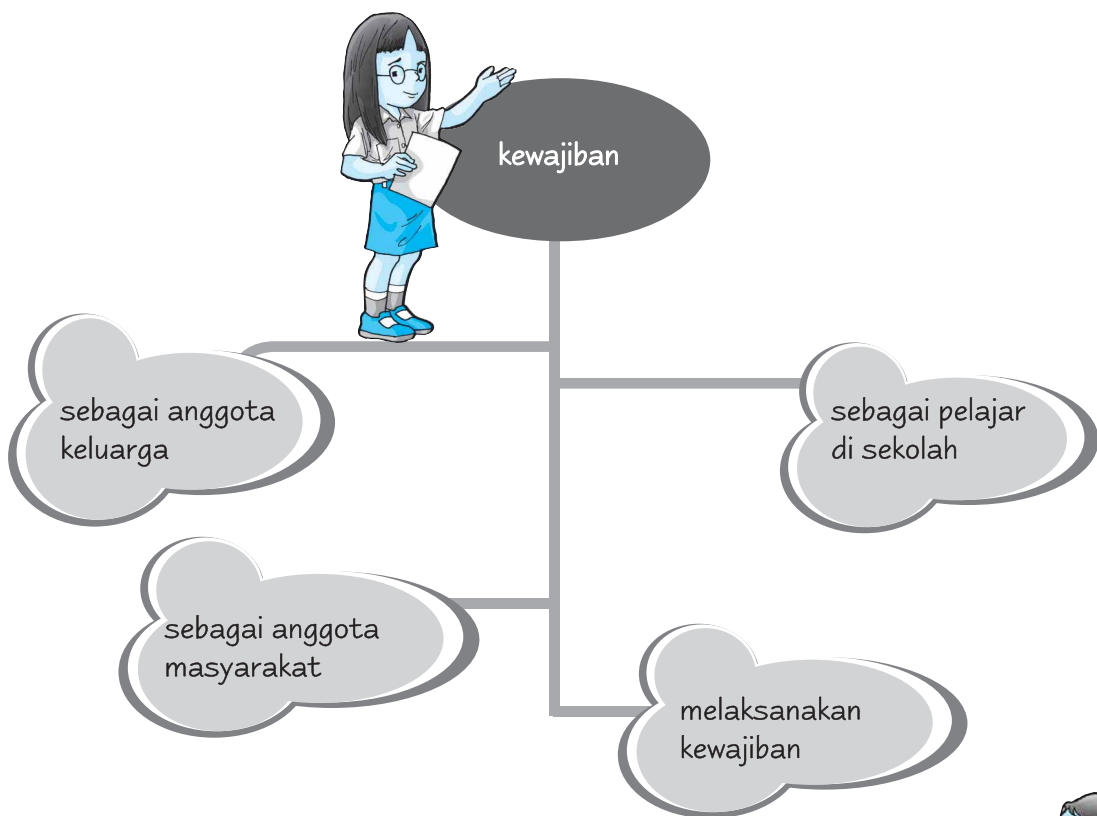 kewajiban
sebagai anggota
keluarga
sebagai pelajar
di sekolah
sebagai anggota
masyarakat
melaksanakan
kewajiban